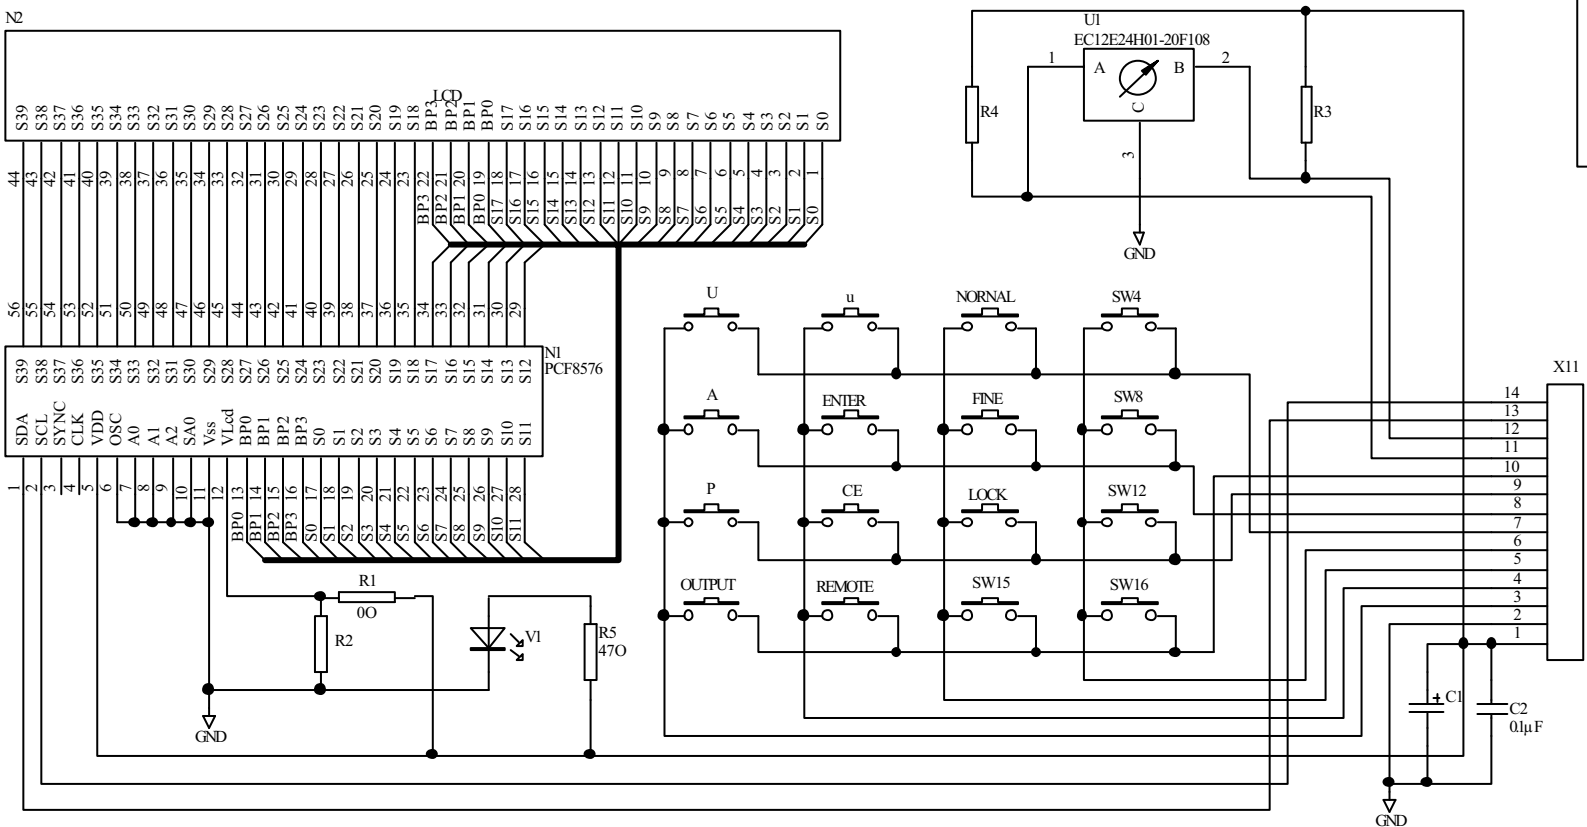 N2
LCD
S39 S38 S37 S36 S35 S34 S33 S32 S31 S30 S29 S28 S27 S26 S25 S24 S23 S22 S21 S20 S19 S18 BP3 BP2 BP1 BP0 S17 S16 S15 S14 S13 S12 S11 S10 S9 S8 S7 S6 S5 S4 S3 S2 S1 S0
44 43 42 41 40 39 38 37 36 35 34 33 32 31 30 29 28 27 26 25 24 23 22 21 20 19 18 17 16 15 14 13 12 11 10 9 8 7 6 5 4 3 2 1
BP3 BP2 BP1 BP0 S17 S16 S15 S14 S13 S12 S11 S10 S9 S8 S7 S6 S5 S4 S3 S2 S1 S0
56 55 54 53 52 51 50 49 48 47 46 45 44 43 42 41 40 39 38 37 36 35 34 33 32 31 30 29
S39 S38 S37 S36 S35 S34 S33 S32 S31 S30 S29 S28 S27 S26 S25 S24 S23 S22 S21 S20 S19 S18 S17 S16 S15 S14 S13 S12
N1
PCF8576
SDA SCL SYNC CLK VDD OSC A0 A1 A2 SA0 Vss VLcd BP0 BP1 BP2 BP3 S0 S1 S2 S3 S4 S5 S6 S7 S8 S9 S10 S11
1 2 3 4 5 6 7 8 9 10 11 12 13 14 15 16 17 18 19 20 21 22 23 24 25 26 27 28
BP0 BP1 BP2 BP3 S0 S1 S2 S3 S4 S5 S6 S7 S8 S9 S10 S11
R1
0O
R2
V1
R5
47O
GND
U1
EC12E24H01-20F108
1
A
B
2
C
3
R4
R3
GND
U
u
NORNAL
SW4
A
ENTER
FINE
SW8
P
CE
LOCK
SW12
OUTPUT
REMOTE
SW15
SW16
X11
14
13
12
11
10
9
8
7
6
5
4
3
2
1
+ C1
C2
0.1μF
GND